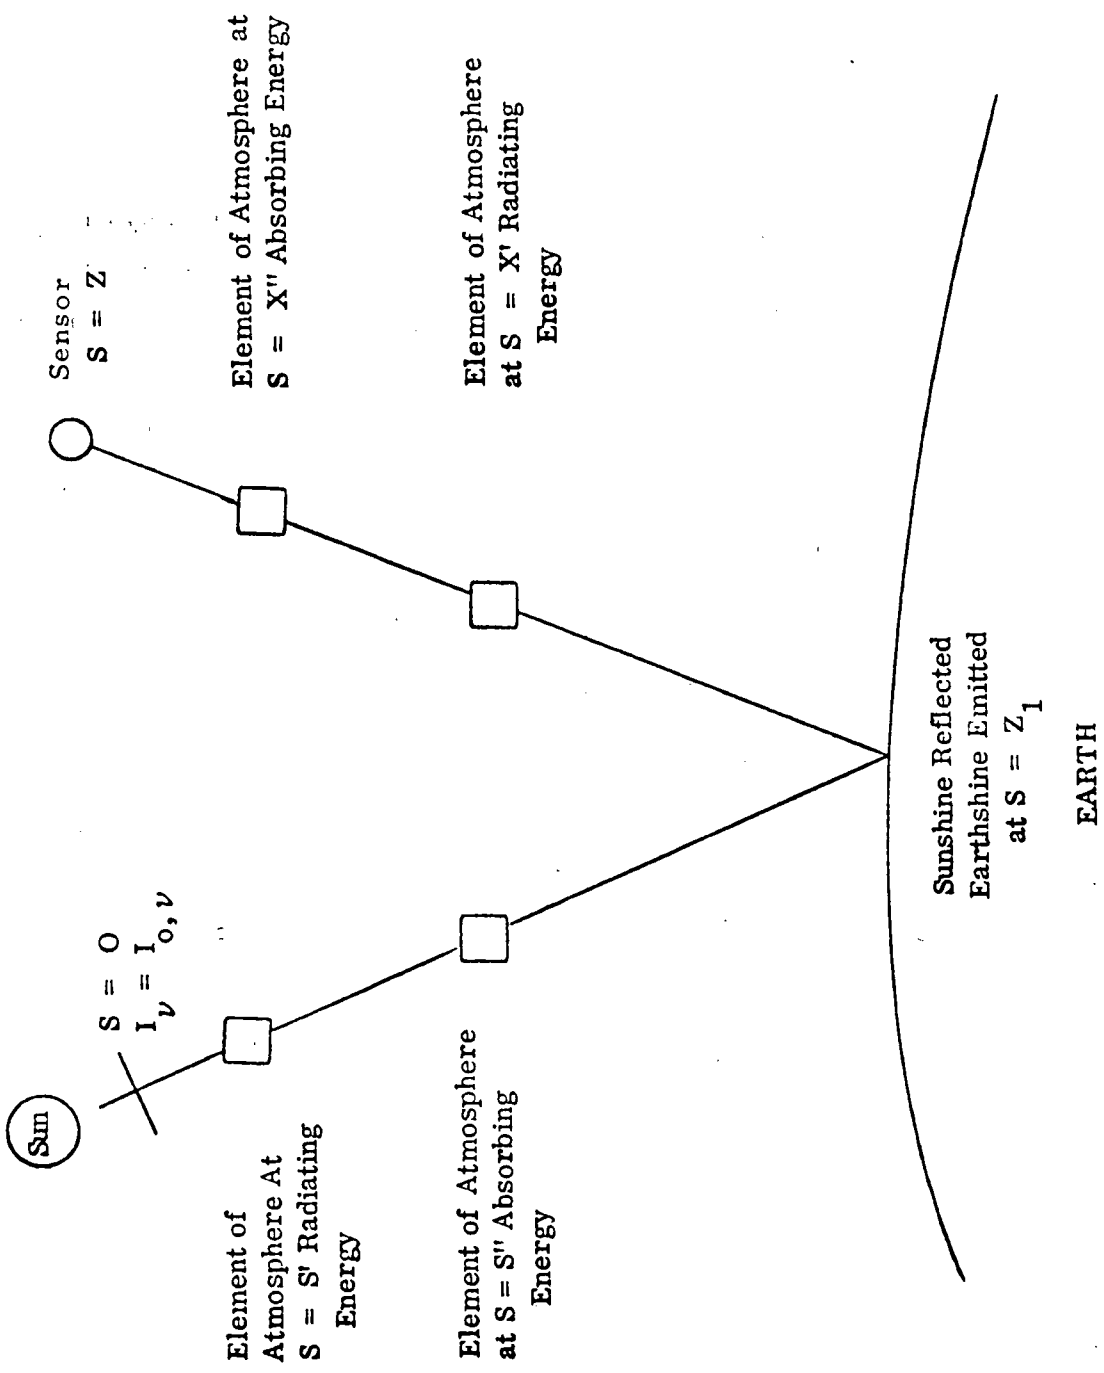 Sun
S = O
I_ν = I_{o,ν}
Sensor
S = Z
Element of
Atmosphere At
S = S' Radiating
Energy
Element of Atmosphere
at S = S" Absorbing
Energy
Element of Atmosphere at
S = X" Absorbing Energy
Element of Atmosphere
at S = X' Radiating
Energy
Sunshine Reflected
Earthshine Emitted
at S = Z_1
EARTH